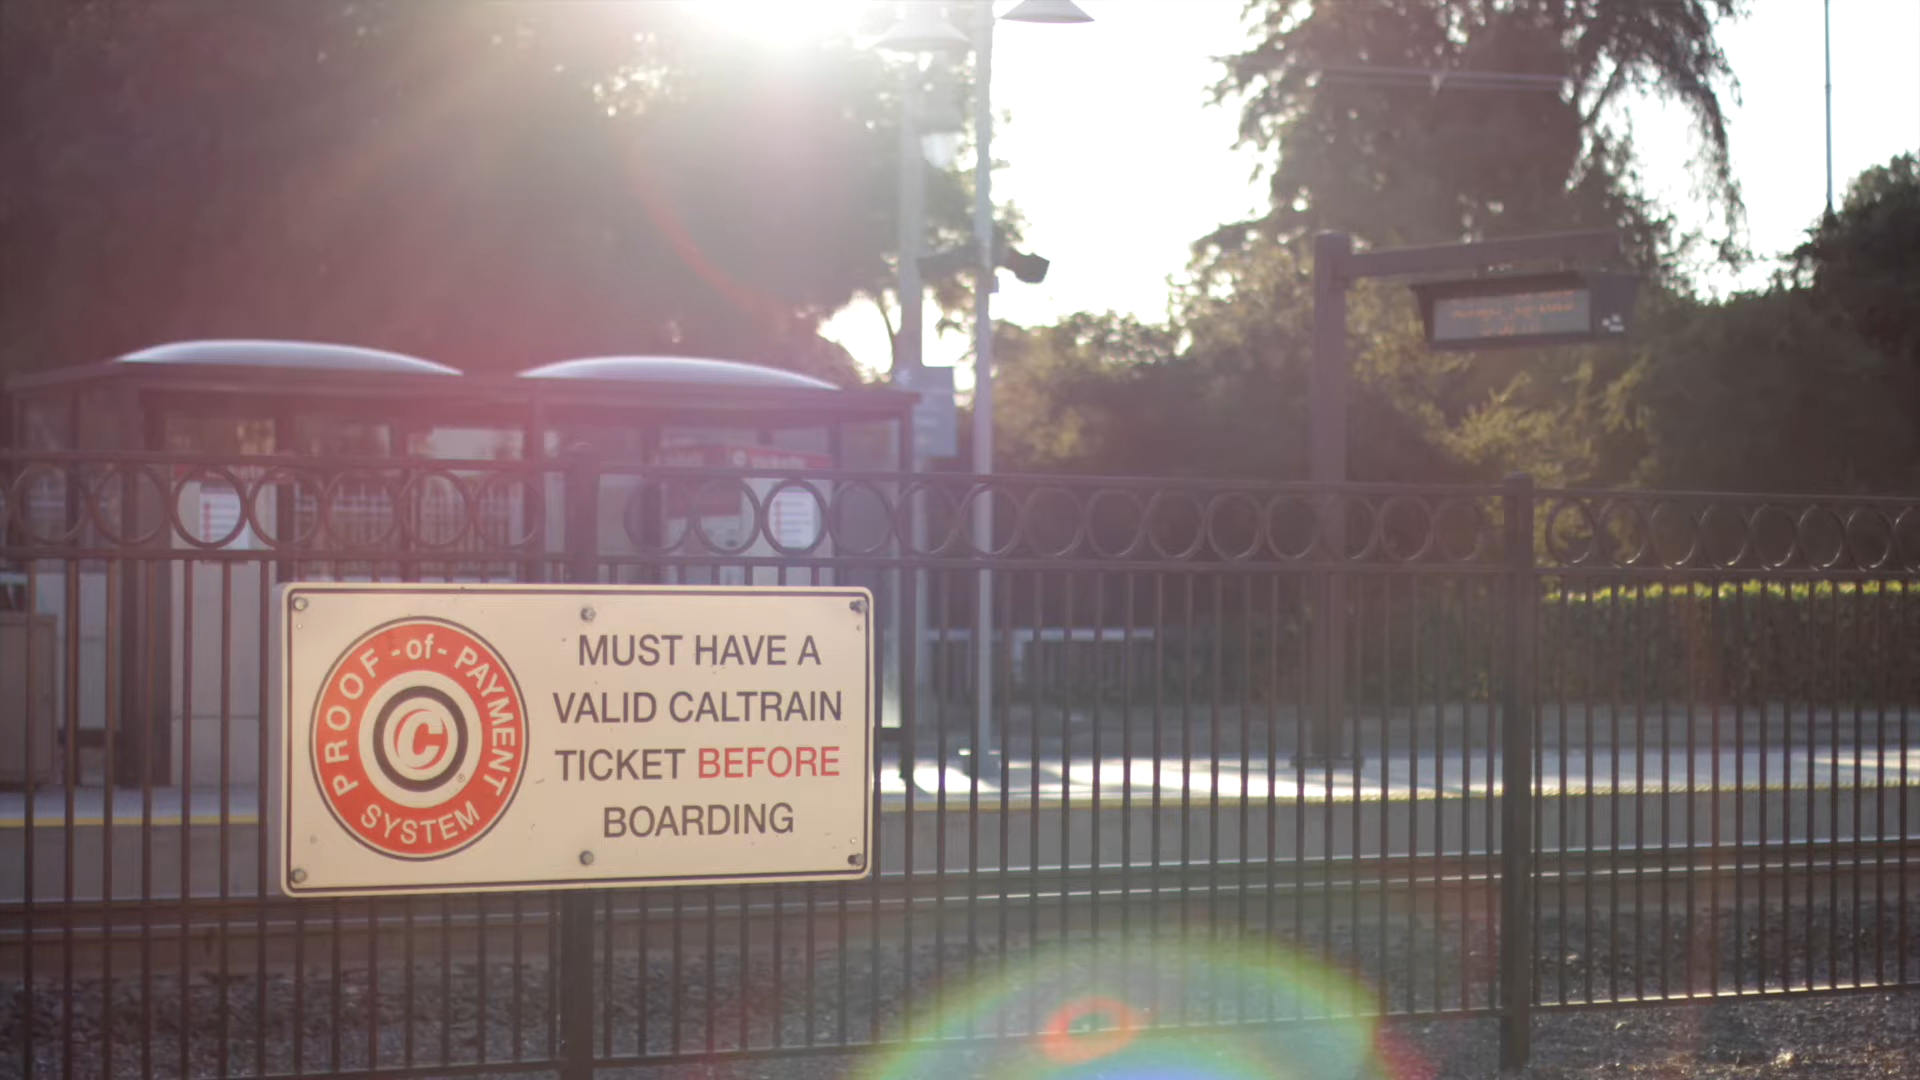 PROOF -of- PAYMENT
SYSTEM
C
®
MUST HAVE A
VALID CALTRAIN
TICKET BEFORE
BOARDING